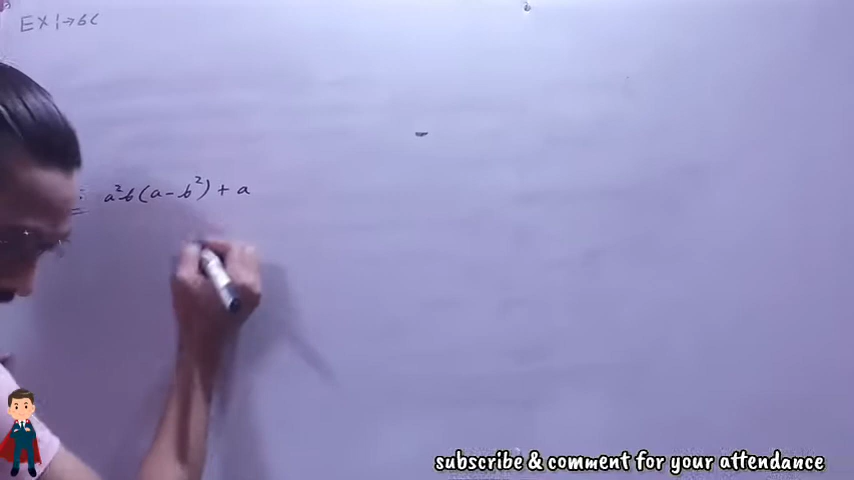 EX 1→6C
: a²b(a-b²) + a
subscribe & comment for your attendance